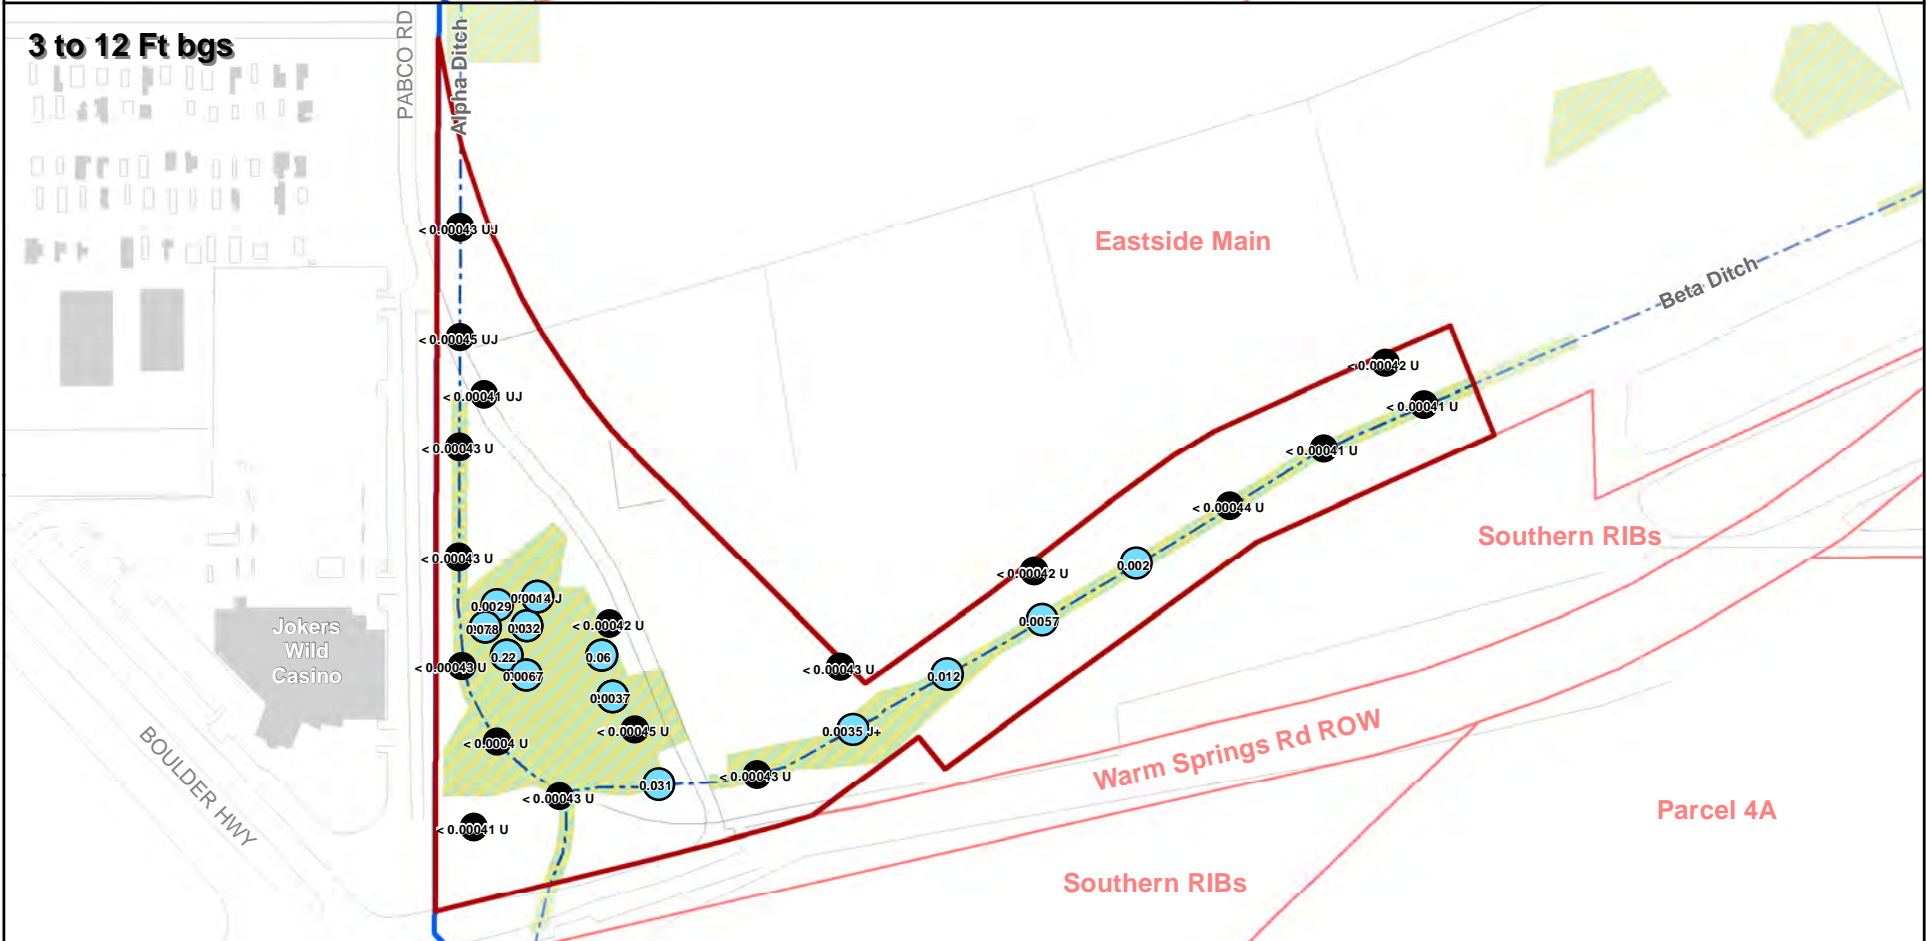 3 to 12 Ft bgs
PABCO RD
Alpha Ditch
< 0.00043 UJ
Eastside Main
Beta Ditch
< 0.00045 UJ
< 0.00042 U
< 0.00041 UJ
< 0.00041 U
< 0.00043 U
< 0.00041 U
< 0.00044 U
Southern RIBs
< 0.00043 U
0.002
< 0.00042 U
0.0029
0.0014 J
0.078
0.032
< 0.00042 U
0.0057
Jokers
Wild
Casino
0.22
0.06
< 0.00043 U
0.0067
< 0.00043 U
0.012
0.0037
< 0.00045 U
0.0035 J+
< 0.0004 U
Warm Springs Rd ROW
BOULDER HWY
< 0.00043 U
0.031
< 0.00043 U
Parcel 4A
< 0.00041 U
Southern RIBs